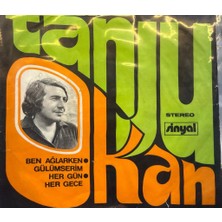 tanju
Okan
STEREO
sinyal
BEN AĞLARKEN
GÜLÜMSERİM
HER GÜN
HER GECE